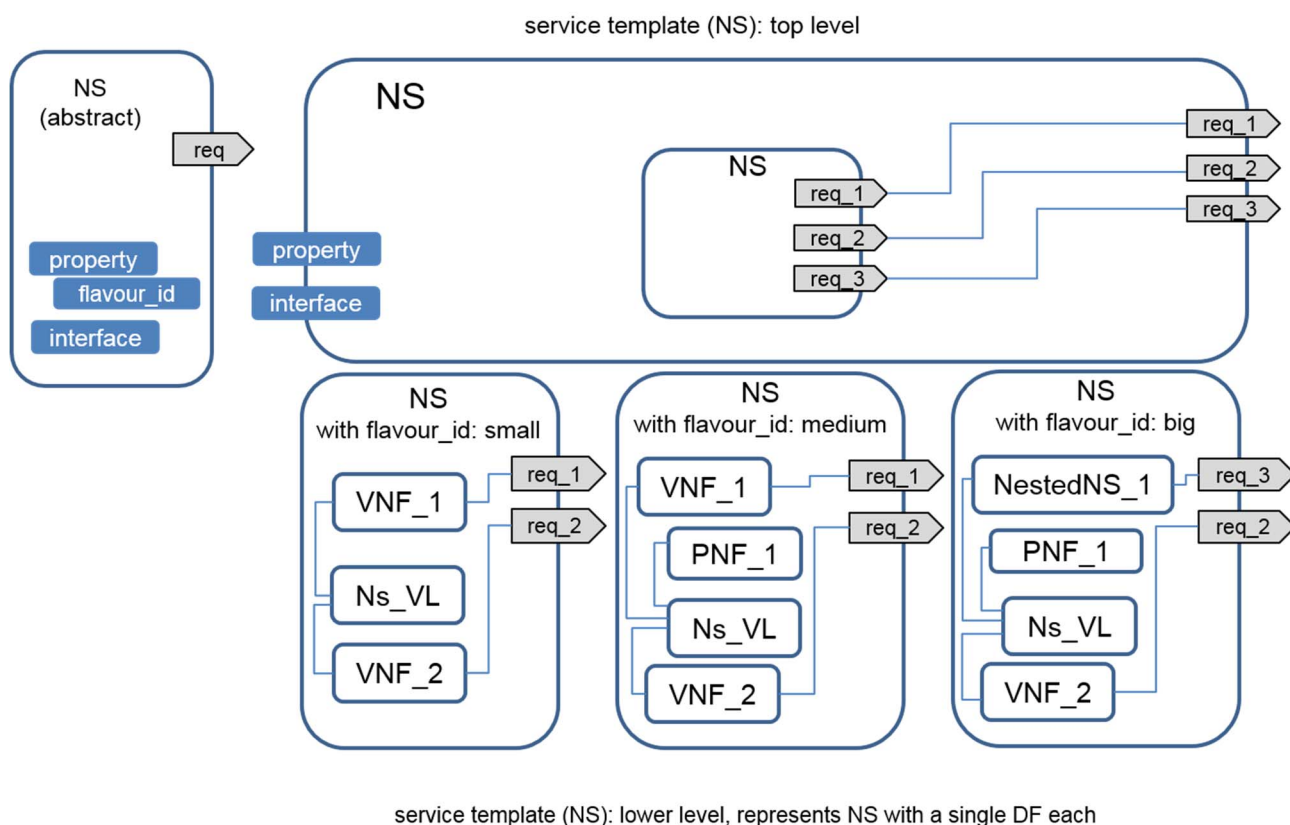 service template (NS): top level
NS
(abstract)
req
property
flavour_id
interface
NS
property
interface
NS
req_1
req_2
req_3
req_1
req_2
req_3
NS
with flavour_id: small
VNF_1
Ns_VL
VNF_2
req_1
req_2
NS
with flavour_id: medium
VNF_1
PNF_1
Ns_VL
VNF_2
req_1
req_2
NS
with flavour_id: big
NestedNS_1
PNF_1
Ns_VL
VNF_2
req_3
req_2
service template (NS): lower level, represents NS with a single DF each